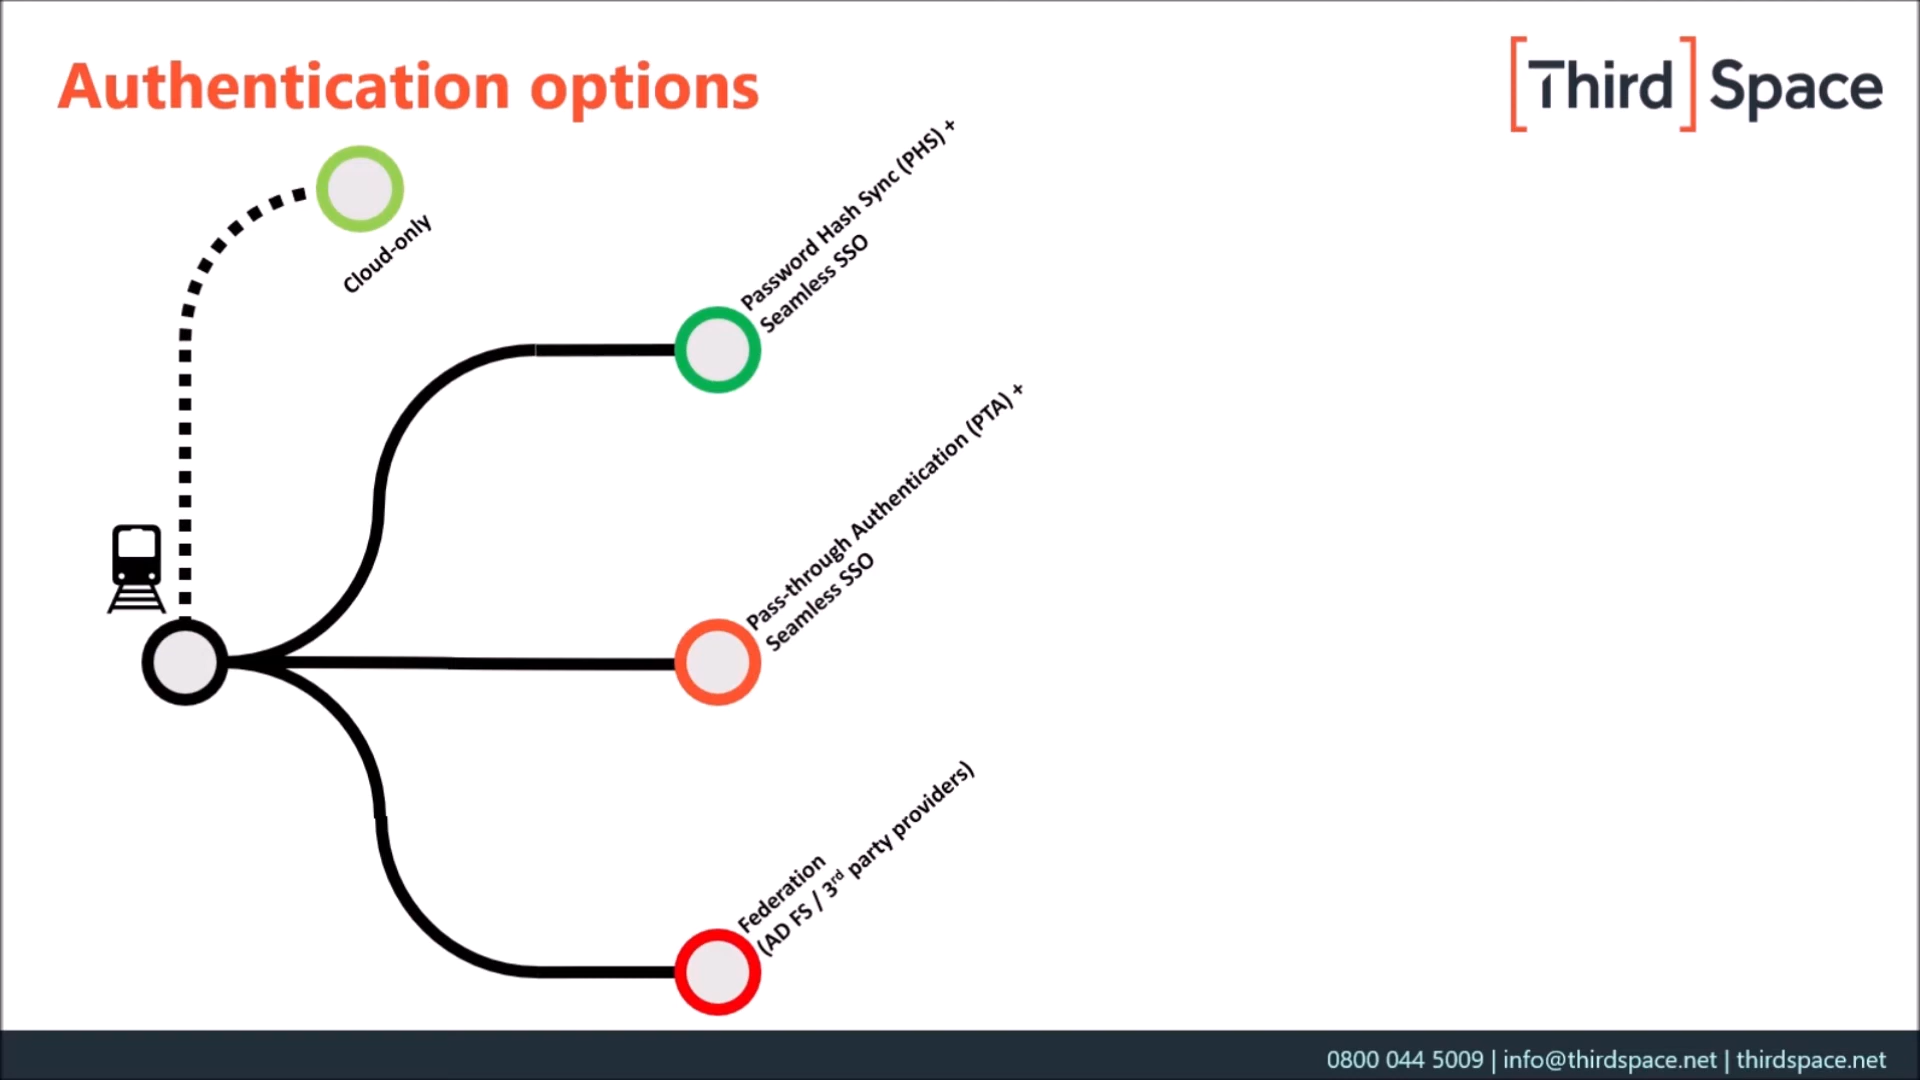 Authentication options
[Third] Space
Cloud-only
Password Hash Sync (PHS) +
Seamless SSO
Pass-through Authentication (PTA) +
Seamless SSO
Federation
(AD FS / 3rd party providers)
0800 044 5009 | info@thirdspace.net | thirdspace.net